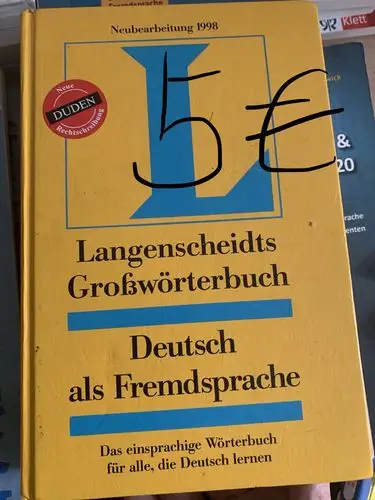 Fremdsprache
Klett
Neubearbeitung 1998
Neue
DUDEN
Rechtschreibung
L
5 €
&
20
Langenscheidts
Großwörterbuch
Deutsch
als Fremdsprache
Das einsprachige Wörterbuch
für alle, die Deutsch lernen